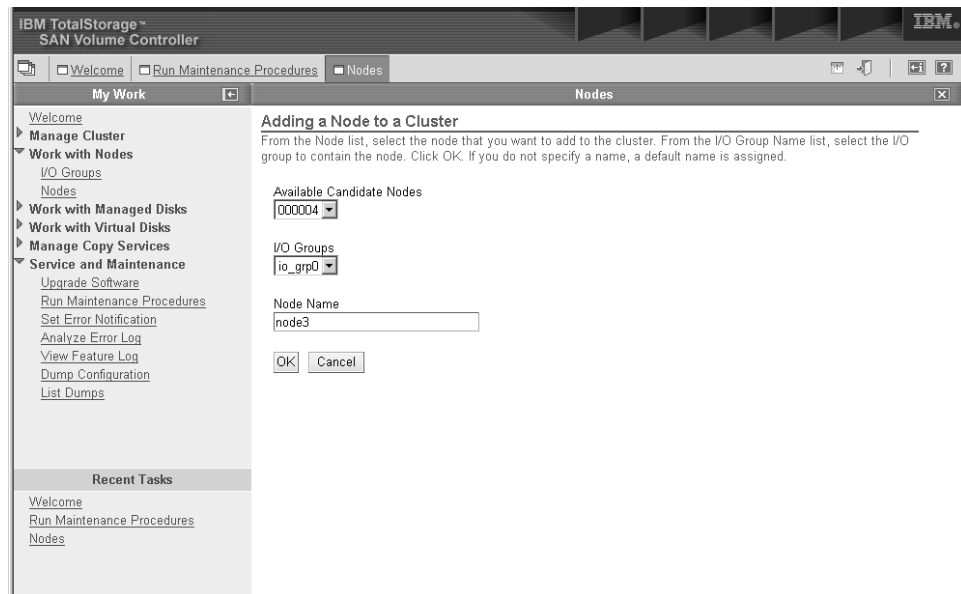 IBM TotalStorage™
SAN Volume Controller
IBM®
Welcome
Run Maintenance Procedures
Nodes
My Work
Nodes
Welcome
Manage Cluster
Work with Nodes
I/O Groups
Nodes
Work with Managed Disks
Work with Virtual Disks
Manage Copy Services
Service and Maintenance
Upgrade Software
Run Maintenance Procedures
Set Error Notification
Analyze Error Log
View Feature Log
Dump Configuration
List Dumps
Recent Tasks
Welcome
Run Maintenance Procedures
Nodes
Adding a Node to a Cluster
From the Node list, select the node that you want to add to the cluster. From the I/O Group Name list, select the I/O
group to contain the node. Click OK. If you do not specify a name, a default name is assigned.
Available Candidate Nodes
000004
I/O Groups
io_grp0
Node Name
node3
OK Cancel